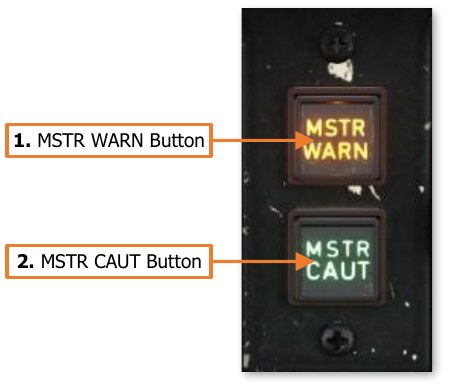 1. MSTR WARN Button
MSTR
WARN
2. MSTR CAUT Button
MSTR
CAUT